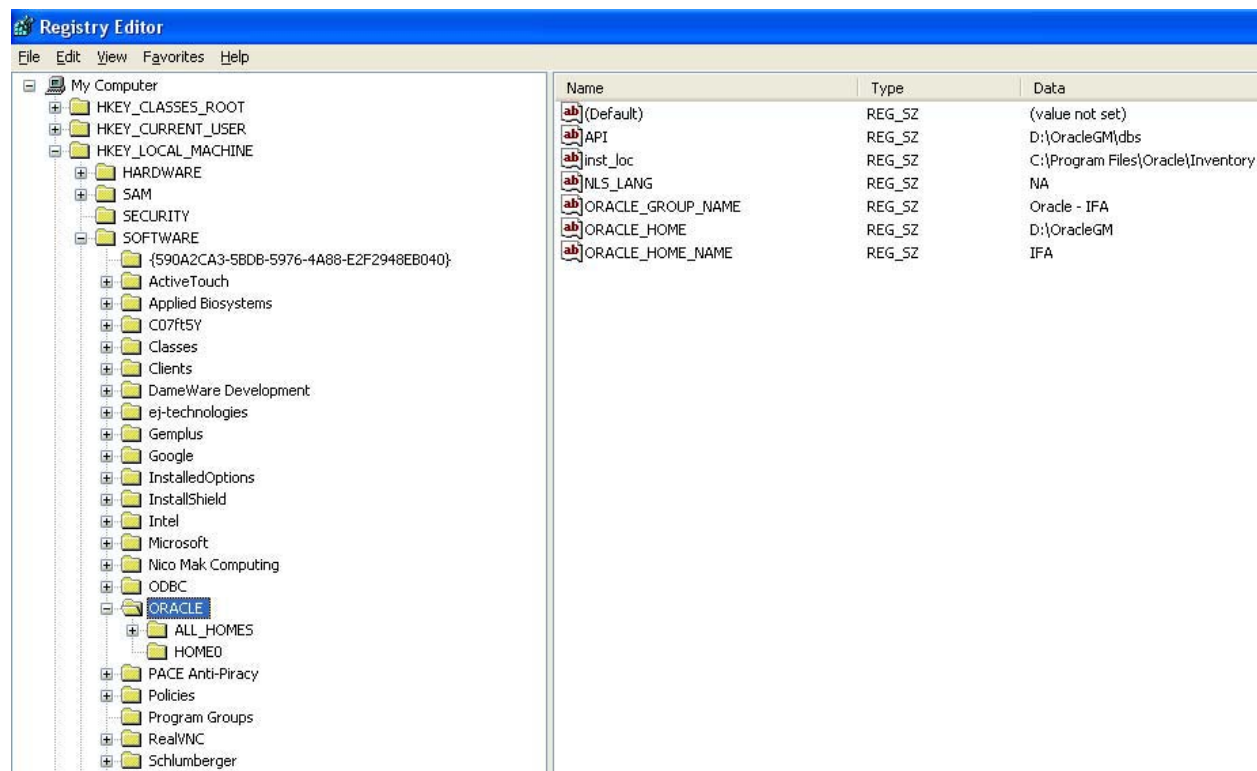 Registry Editor
File Edit View Favorites Help
My Computer
HKEY_CLASSES_ROOT
HKEY_CURRENT_USER
HKEY_LOCAL_MACHINE
HARDWARE
SAM
SECURITY
SOFTWARE
{590A2CA3-5BDB-5976-4A88-E2F2948EB040}
ActiveTouch
Applied Biosystems
C07ft5Y
Classes
Clients
DameWare Development
ej-technologies
Gemplus
Google
InstalledOptions
InstallShield
Intel
Microsoft
Nico Mak Computing
ODBC
ORACLE
ALL_HOMES
HOME0
PACE Anti-Piracy
Policies
Program Groups
RealVNC
Schlumberger
Name Type Data
(Default) REG_SZ (value not set)
API REG_SZ D:\OracleGM\dbs
inst_loc REG_SZ C:\Program Files\Oracle\Inventory
NLS_LANG REG_SZ NA
ORACLE_GROUP_NAME REG_SZ Oracle - IFA
ORACLE_HOME REG_SZ D:\OracleGM
ORACLE_HOME_NAME REG_SZ IFA